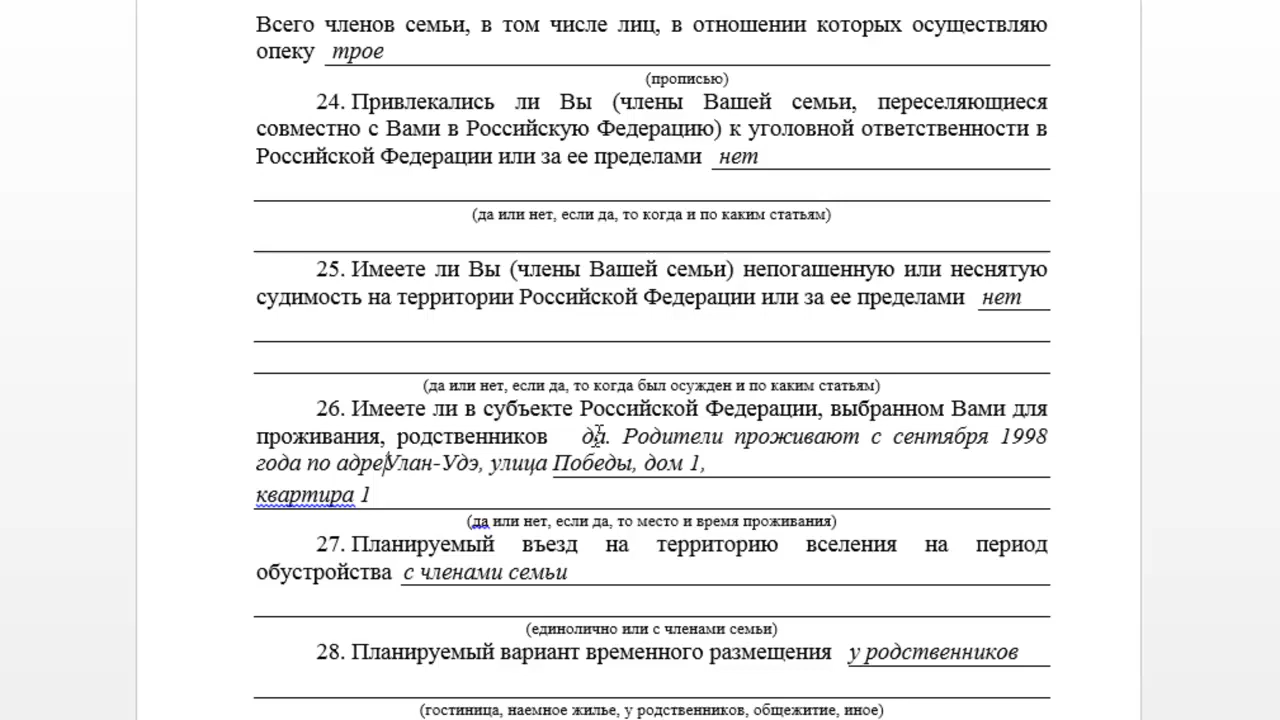 Всего членов семьи, в том числе лиц, в отношении которых осуществляю
опеку трое
(прописью)
24. Привлекались ли Вы (члены Вашей семьи, переселяющиеся
совместно с Вами в Российскую Федерацию) к уголовной ответственности в
Российской Федерации или за ее пределами нет
(да или нет, если да, то когда и по каким статьям)
25. Имеете ли Вы (члены Вашей семьи) непогашенную или неснятую
судимость на территории Российской Федерации или за ее пределами нет
(да или нет, если да, то когда был осужден и по каким статьям)
26. Имеете ли в субъекте Российской Федерации, выбранном Вами для
проживания, родственников да. Родители проживают с сентября 1998
года по адреУлан-Удэ, улица Победы, дом 1,
квартира 1
(да или нет, если да, то место и время проживания)
27. Планируемый въезд на территорию вселения на период
обустройства с членами семьи
(единолично или с членами семьи)
28. Планируемый вариант временного размещения у родственников
(гостиница, наемное жилье, у родственников, общежитие, иное)